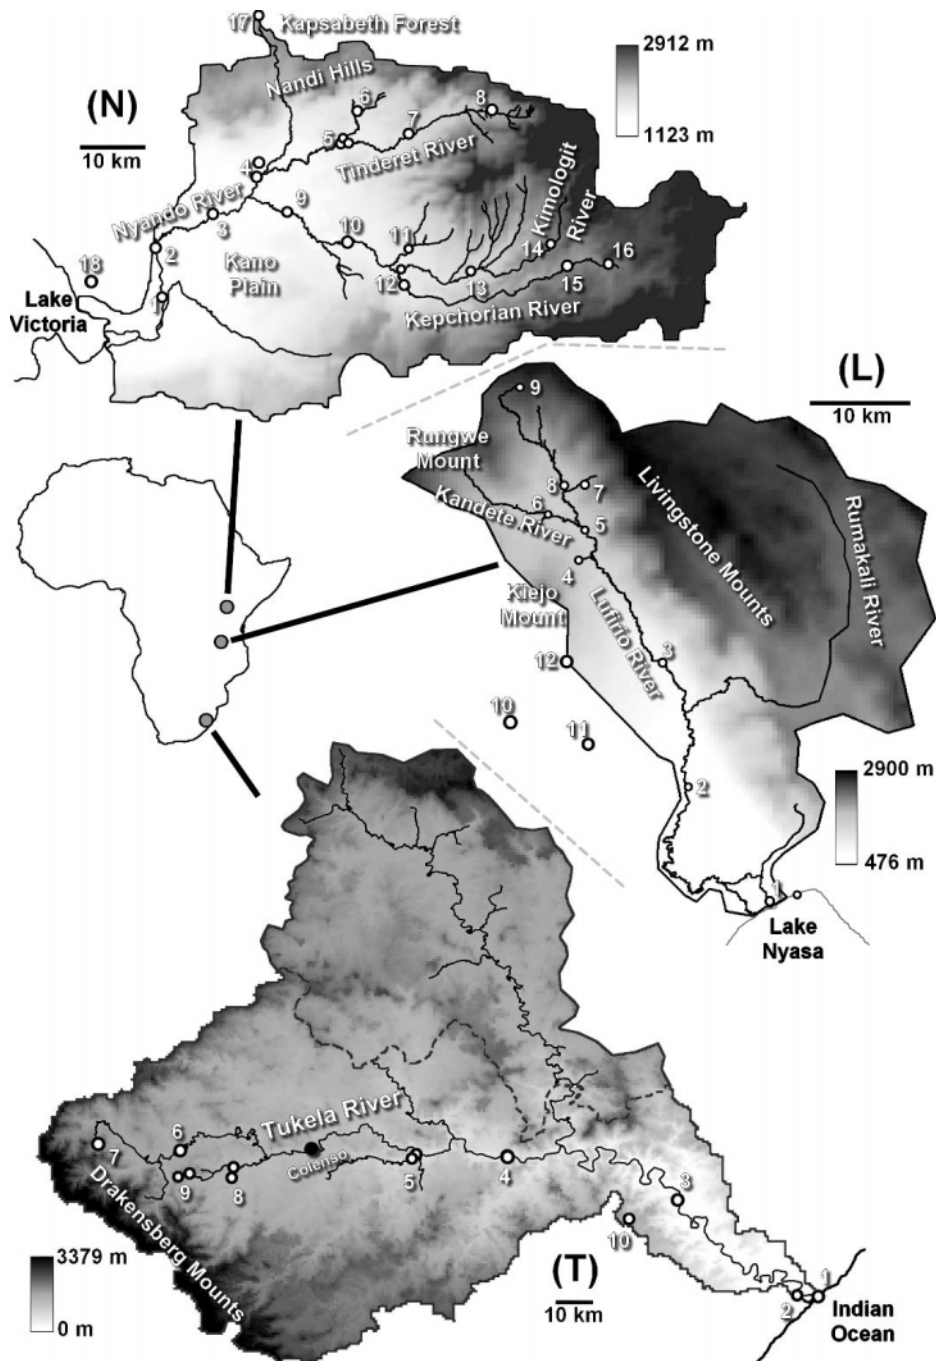 17
Kapsabeth Forest
2912 m
1123 m
(N)
10 km
Nandi Hills
6
8
7
5
Tinderet River
4
Nyando River
9
3
10
11
Kimologit
River
14
16
2
18
Kano
Plain
12
13
15
1
Lake
Victoria
Kepchorian River
(L)
10 km
9
Rungwe
Mount
8
7
Kandete River
6
5
4
Livingstone Mounts
Rumakali River
Kiejo
Mount
Lufirio River
12
3
10
11
2
2900 m
476 m
1
Lake
Nyasa
Tukela River
7
6
Colenso
9
8
5
4
3
10
Drakensberg Mounts
3379 m
0 m
(T)
10 km
1
2
Indian
Ocean